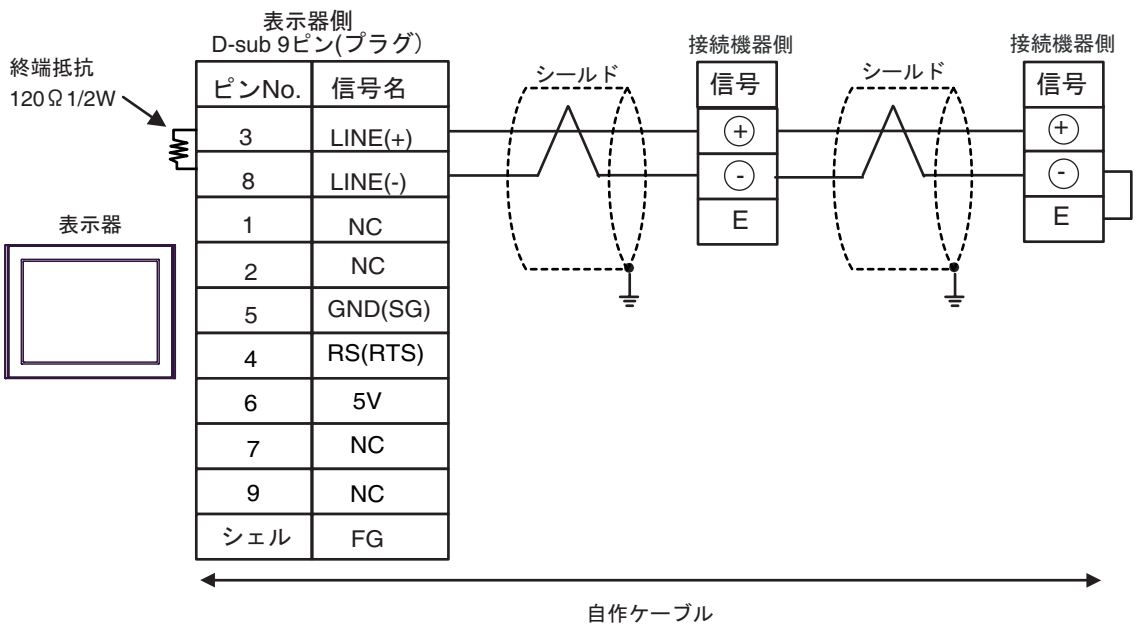 表示器側
D-sub 9ピン(プラグ)
終端抵抗
120Ω1/2W
ピンNo. 信号名
3 LINE(+)
8 LINE(-)
1 NC
2 NC
5 GND(SG)
4 RS(RTS)
6 5V
7 NC
9 NC
シェル FG
表示器
シールド
接続機器側
信号
+
-
E
シールド
接続機器側
信号
+
-
E
自作ケーブル